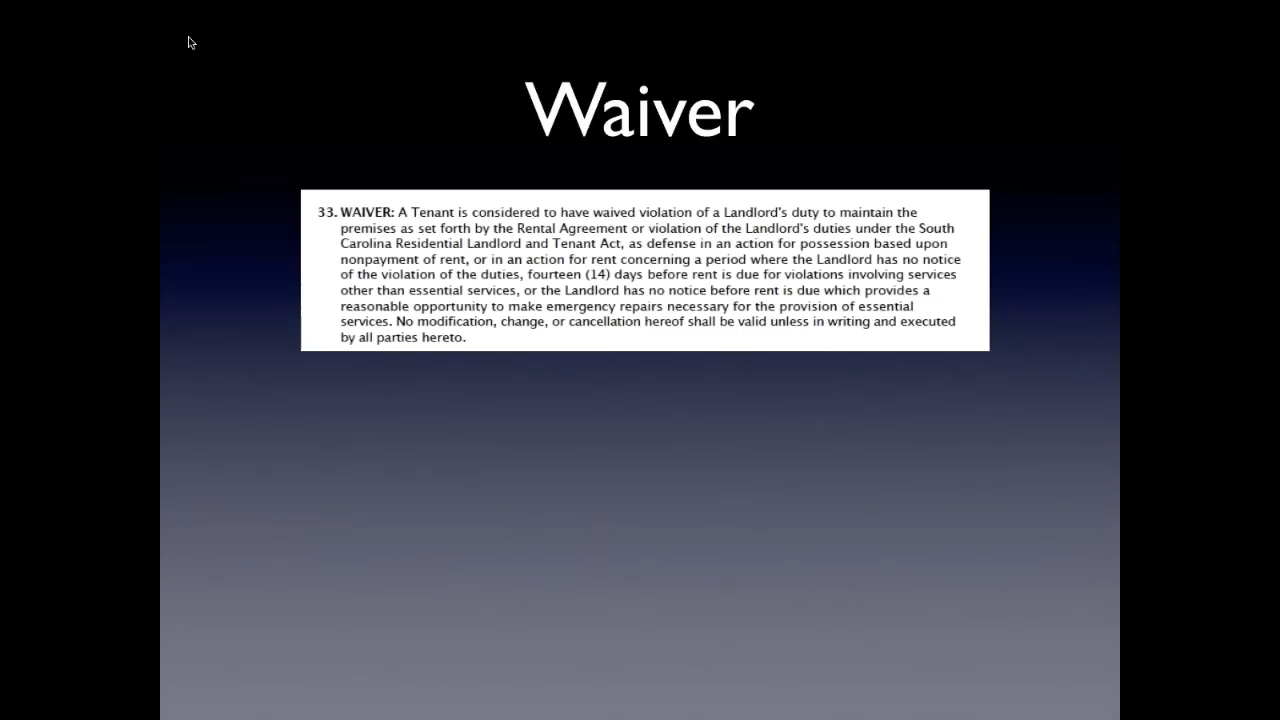 Waiver
33. WAIVER: A Tenant is considered to have waived violation of a Landlord's duty to maintain the
premises as set forth by the Rental Agreement or violation of the Landlord's duties under the South
Carolina Residential Landlord and Tenant Act, as defense in an action for possession based upon
nonpayment of rent, or in an action for rent concerning a period where the Landlord has no notice
of the violation of the duties, fourteen (14) days before rent is due for violations involving services
other than essential services, or the Landlord has no notice before rent is due which provides a
reasonable opportunity to make emergency repairs necessary for the provision of essential
services. No modification, change, or cancellation hereof shall be valid unless in writing and executed
by all parties hereto.